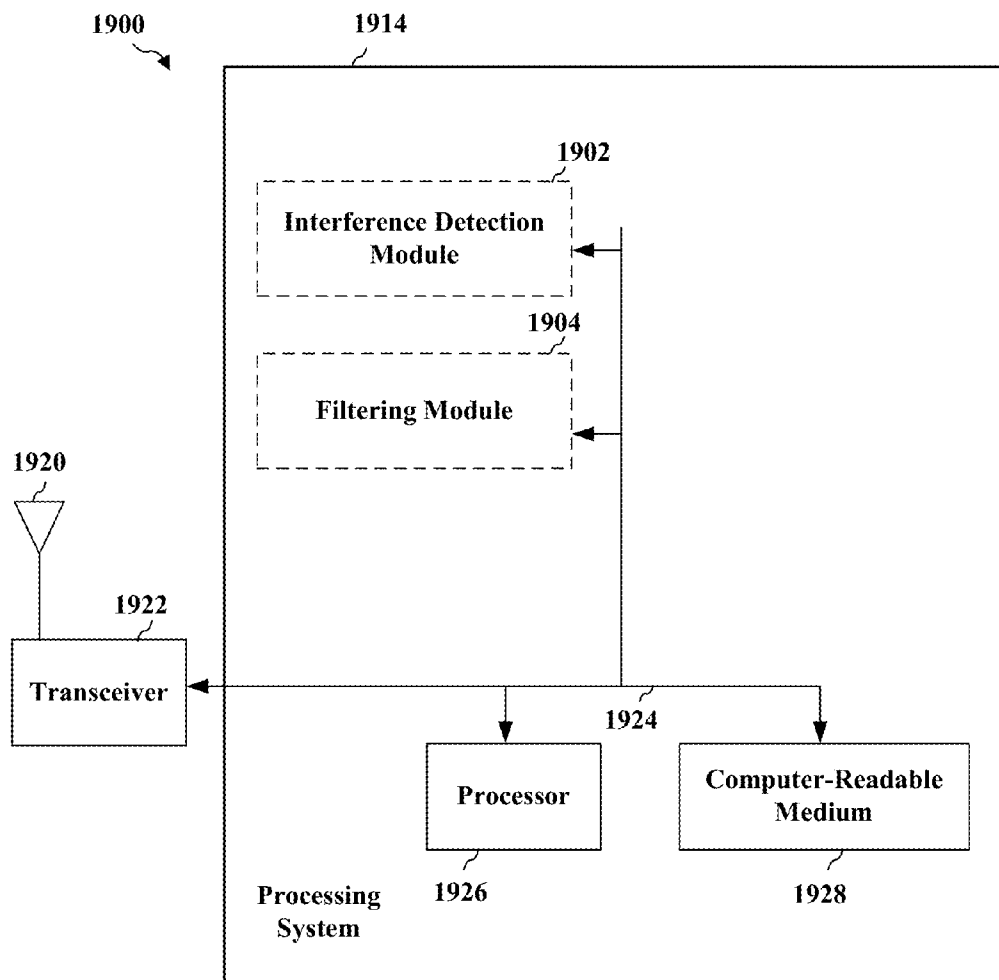 1900
1914
1902
Interference Detection
Module
1904
Filtering Module
1920
1922
Transceiver
1924
Processor
Computer-Readable
Medium
1926
1928
Processing
System